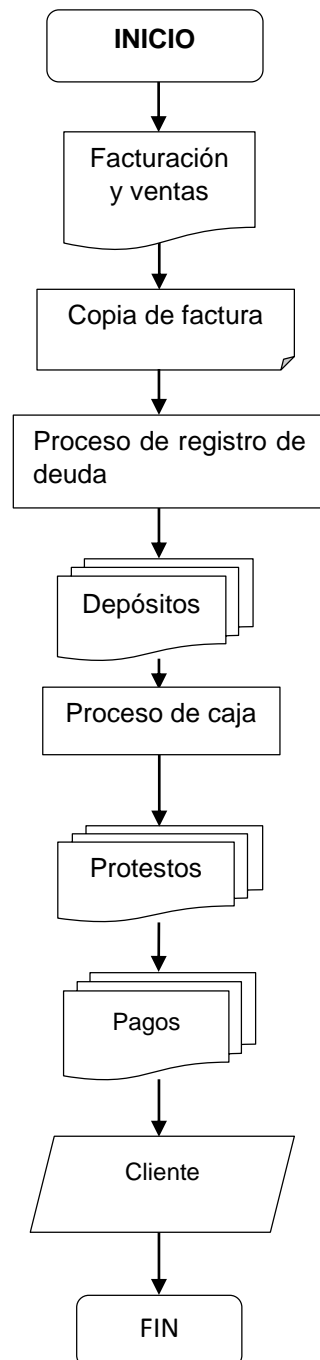 INICIO
Facturación
y ventas
Copia de factura
Proceso de registro de
deuda
Depósitos
Proceso de caja
Protestos
Pagos
Cliente
FIN